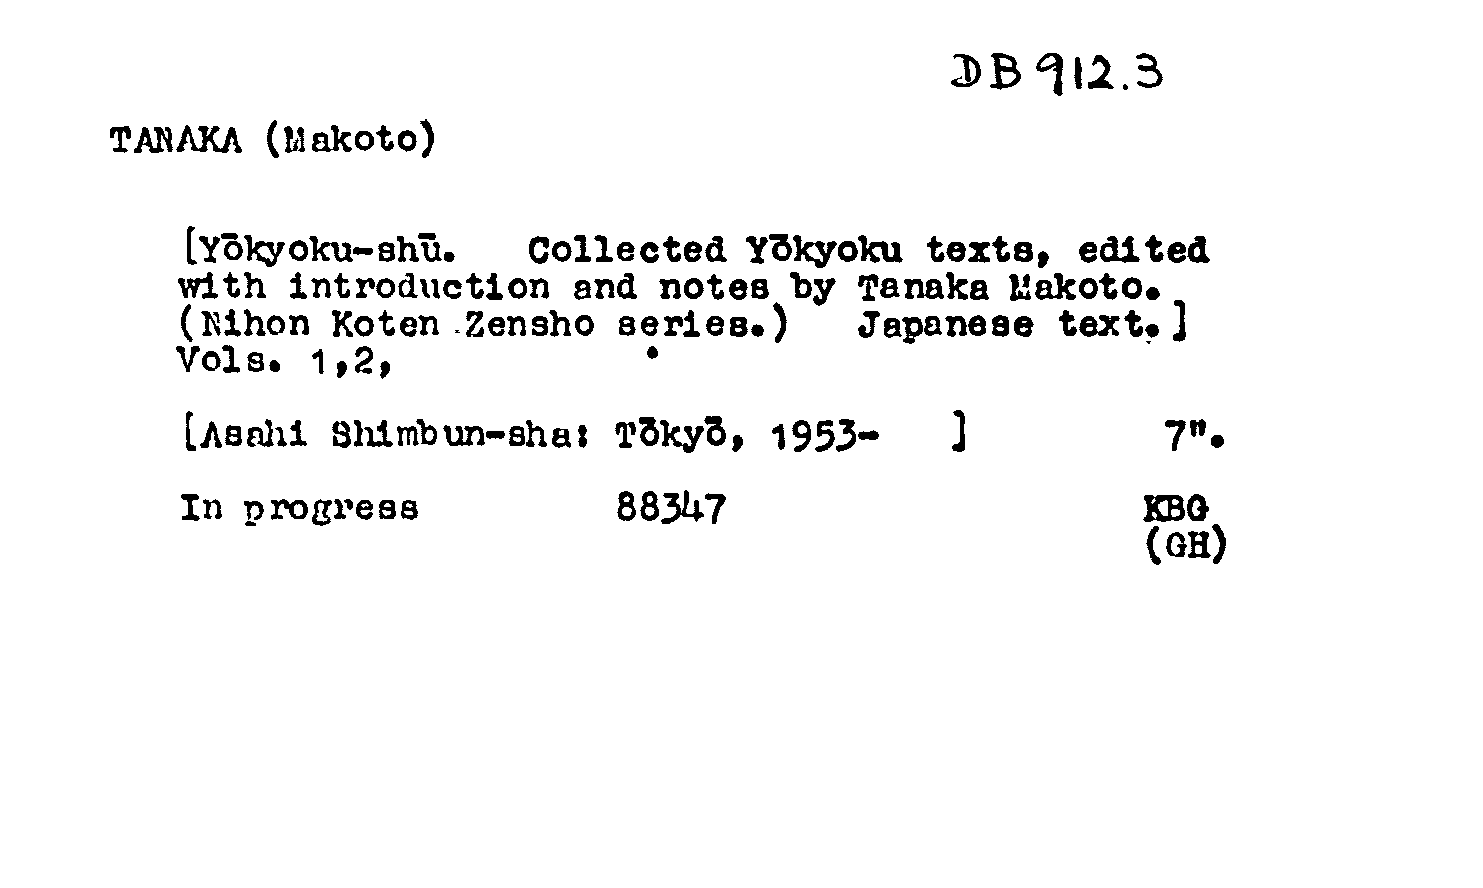 DB 912.3
TANAKA (Makoto)
[Yōkyoku-shū. Collected Yōkyoku texts, edited
with introduction and notes by Tanaka Makoto.
(Nihon Koten Zensho series.) Japanese text.]
Vols. 1,2,
[Asahi Shimbun-sha: Tōkyō, 1953- ] 7".
In progress 88347 KBG
(GH)